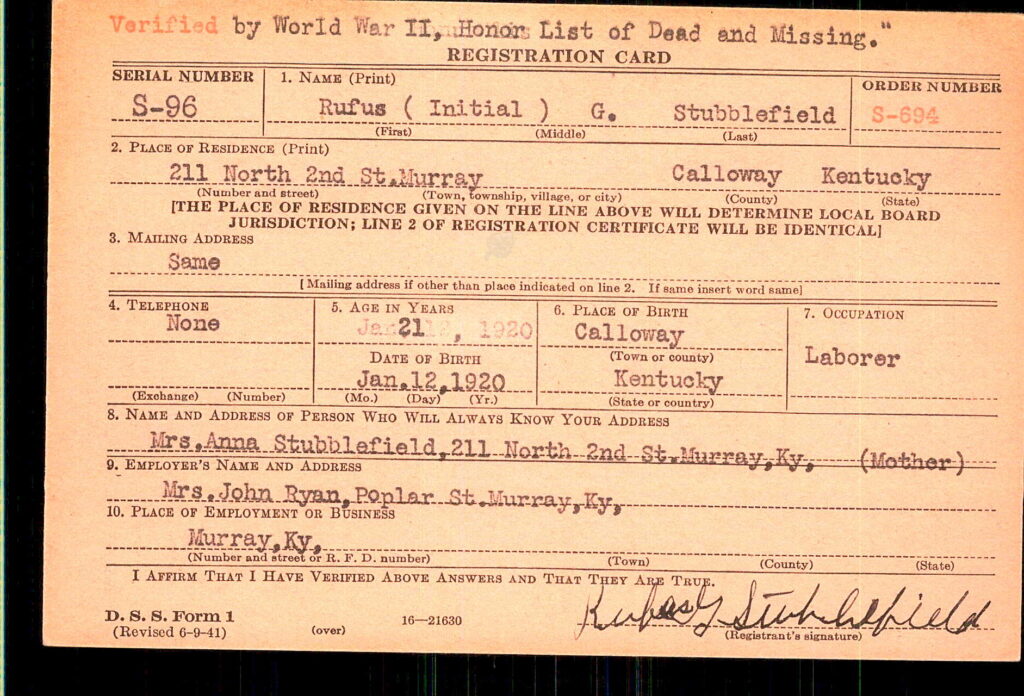 Verified by World War II, Honor List of Dead and Missing."
REGISTRATION CARD
SERIAL NUMBER 1. NAME (Print) ORDER NUMBER
S-96 Rufus ( Initial ) G. Stubblefield S-694
(First) (Middle) (Last)
2. PLACE OF RESIDENCE (Print)
211 North 2nd St.Murray Calloway Kentucky
(Number and street) (Town, township, village, or city) (County) (State)
[THE PLACE OF RESIDENCE GIVEN ON THE LINE ABOVE WILL DETERMINE LOCAL BOARD
JURISDICTION; LINE 2 OF REGISTRATION CERTIFICATE WILL BE IDENTICAL]
3. MAILING ADDRESS
Same
[Mailing address if other than place indicated on line 2. If same insert word same]
4. TELEPHONE 5. AGE IN YEARS 6. PLACE OF BIRTH 7. OCCUPATION
None 21 Calloway
DATE OF BIRTH (Town or county) Laborer
Jan.12,1920 Kentucky
(Exchange) (Number) (Mo.) (Day) (Yr.) (State or country)
8. NAME AND ADDRESS OF PERSON WHO WILL ALWAYS KNOW YOUR ADDRESS
Mrs.Anna Stubblefield,211 North 2nd St.Murray,Ky, (Mother)
9. EMPLOYER'S NAME AND ADDRESS
Mrs.John Ryan,Poplar St.Murray,Ky,
10. PLACE OF EMPLOYMENT OR BUSINESS
Murray,Ky,
(Number and street or R. F. D. number) (Town) (County) (State)
I AFFIRM THAT I HAVE VERIFIED ABOVE ANSWERS AND THAT THEY ARE TRUE.
D. S. S. Form 1 Rufus G Stubblefield
(Revised 6-9-41) (over) 16—21630 (Registrant's signature)